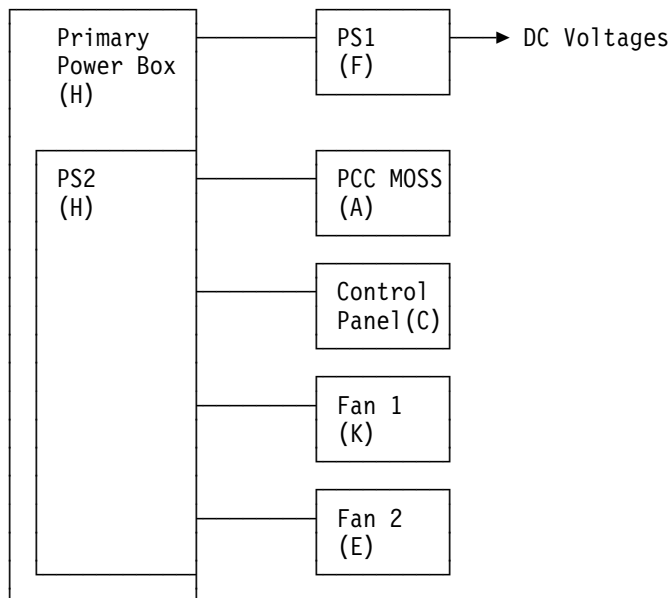 Primary
Power Box
(H)
PS1
(F)
DC Voltages
PS2
(H)
PCC MOSS
(A)
Control
Panel(C)
Fan 1
(K)
Fan 2
(E)